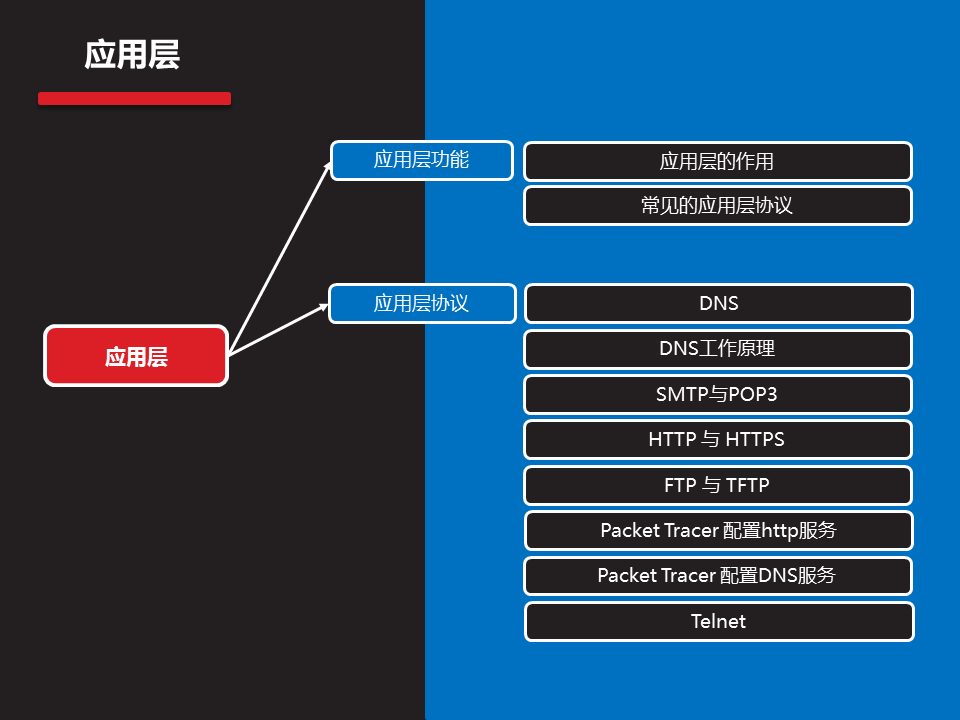 应用层
应用层功能
应用层的作用
常见的应用层协议
应用层
应用层协议
DNS
DNS工作原理
SMTP与POP3
HTTP 与 HTTPS
FTP 与 TFTP
Packet Tracer 配置http服务
Packet Tracer 配置DNS服务
Telnet